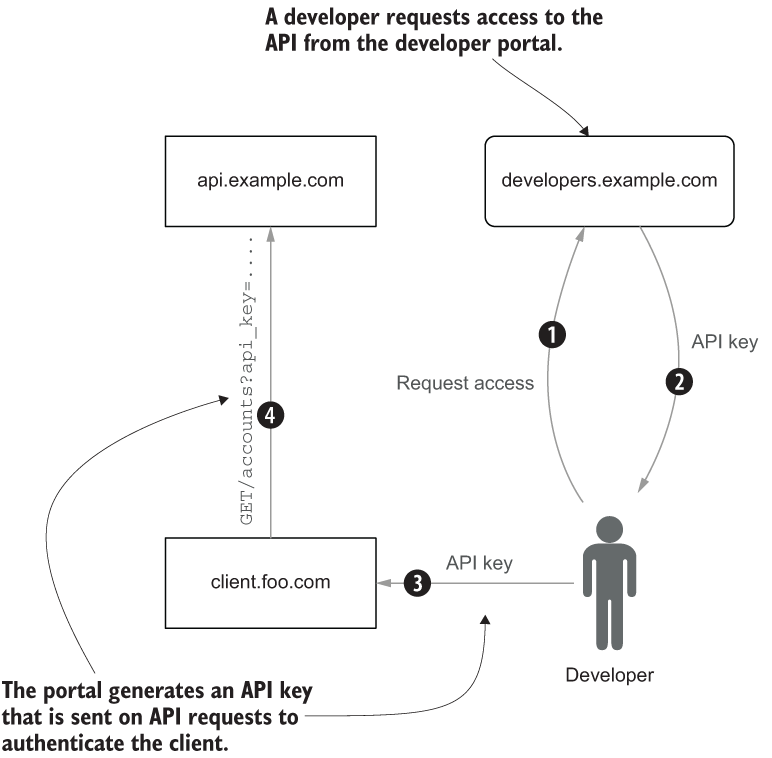 A developer requests access to the
API from the developer portal.
api.example.com
developers.example.com
GET/accounts?api_key=.....
1
API key
Request access
2
4
API key
3
client.foo.com
Developer
The portal generates an API key
that is sent on API requests to
authenticate the client.